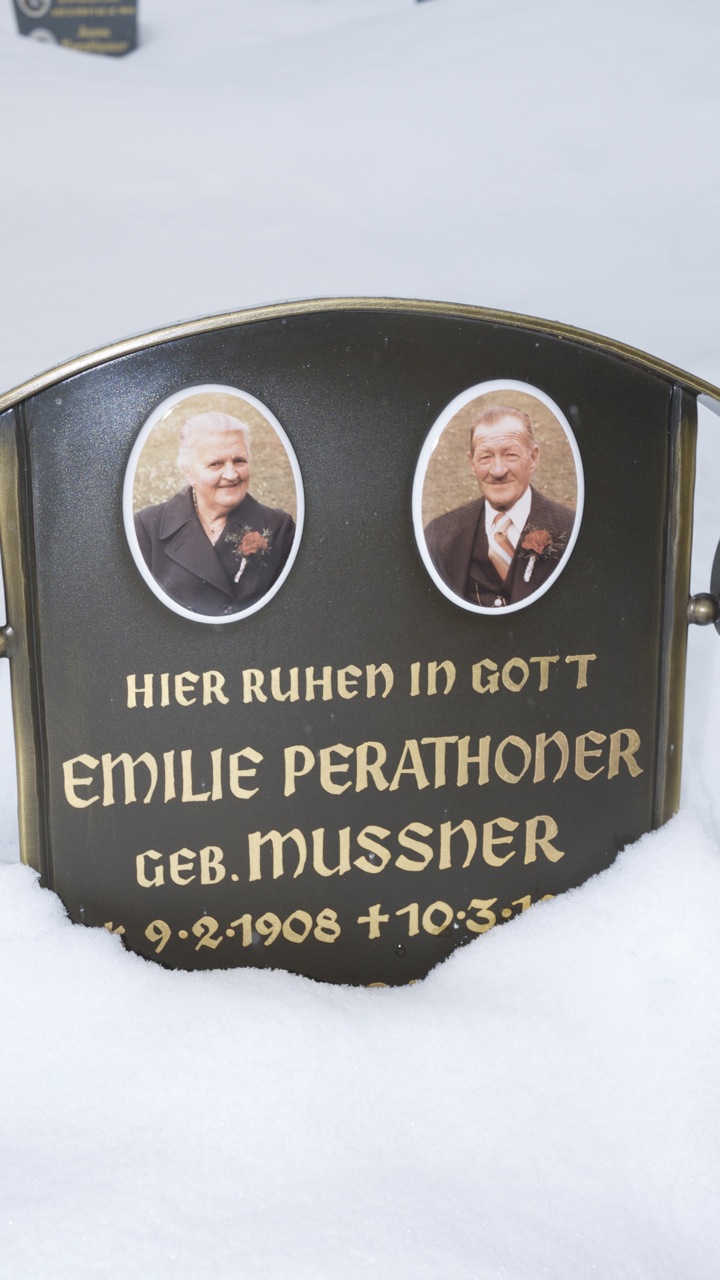 HIER RUHEN IN GOTT
EMILIE PERATHONER
GEB. MUSSNER
9·2·1908 ✝10·3·